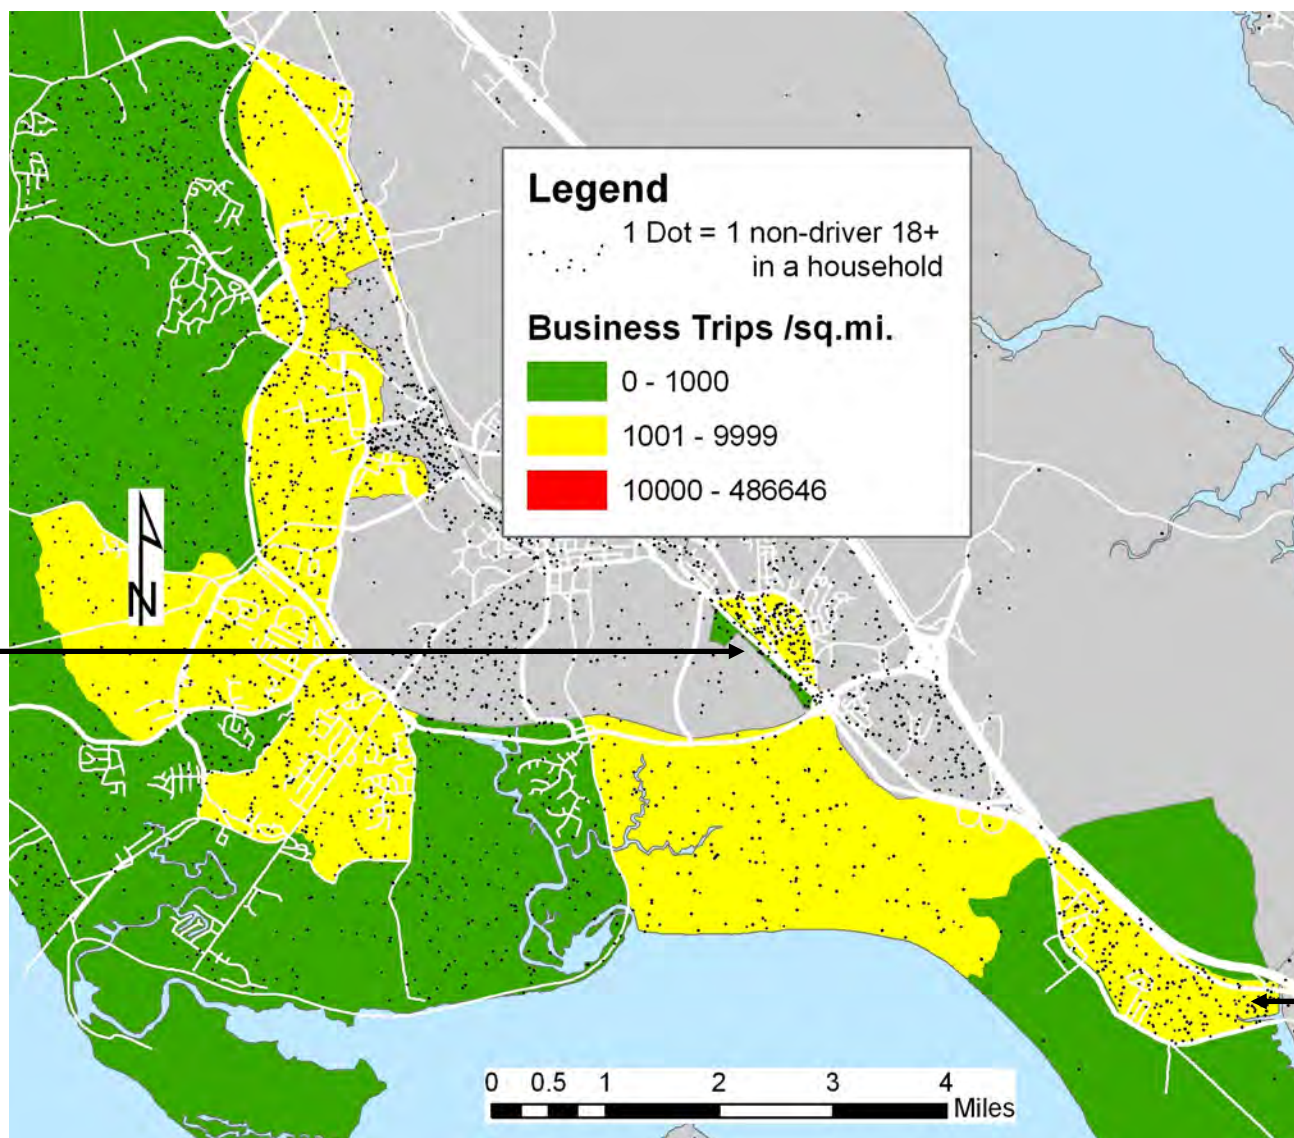 Legend
1 Dot = 1 non-driver 18+
in a household
Business Trips /sq.mi.
0 - 1000
1001 - 9999
10000 - 486646
N
0 0.5 1 2 3 4
Miles